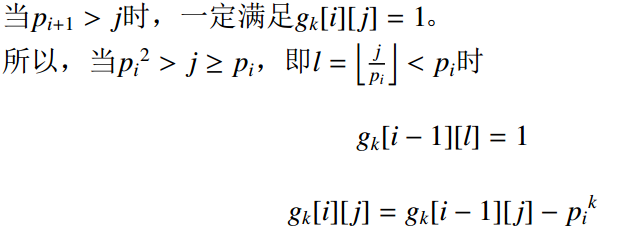 当p_{i+1} > j时，一定满足g_k[i][j] = 1。
所以，当p_i² > j ≥ p_i，即l = ⌊j/p_i⌋ < p_i时
g_k[i − 1][l] = 1
g_k[i][j] = g_k[i − 1][j] − p_i^k